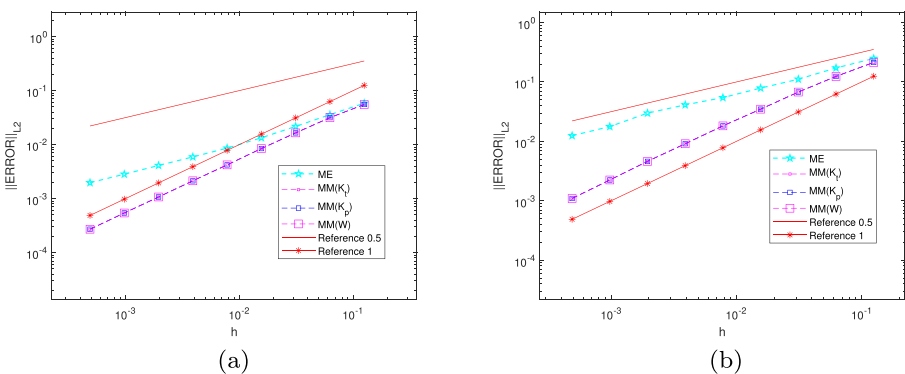 10^0
10^-1
10^-2
10^-3
10^-4
||ERROR||_L2
10^-3
10^-2
10^-1
h
ME
MM(K_t)
MM(K_p)
MM(W)
Reference 0.5
Reference 1
(a)
10^0
10^-1
10^-2
10^-3
10^-4
||ERROR||_L2
10^-3
10^-2
10^-1
h
ME
MM(K_t)
MM(K_p)
MM(W)
Reference 0.5
Reference 1
(b)